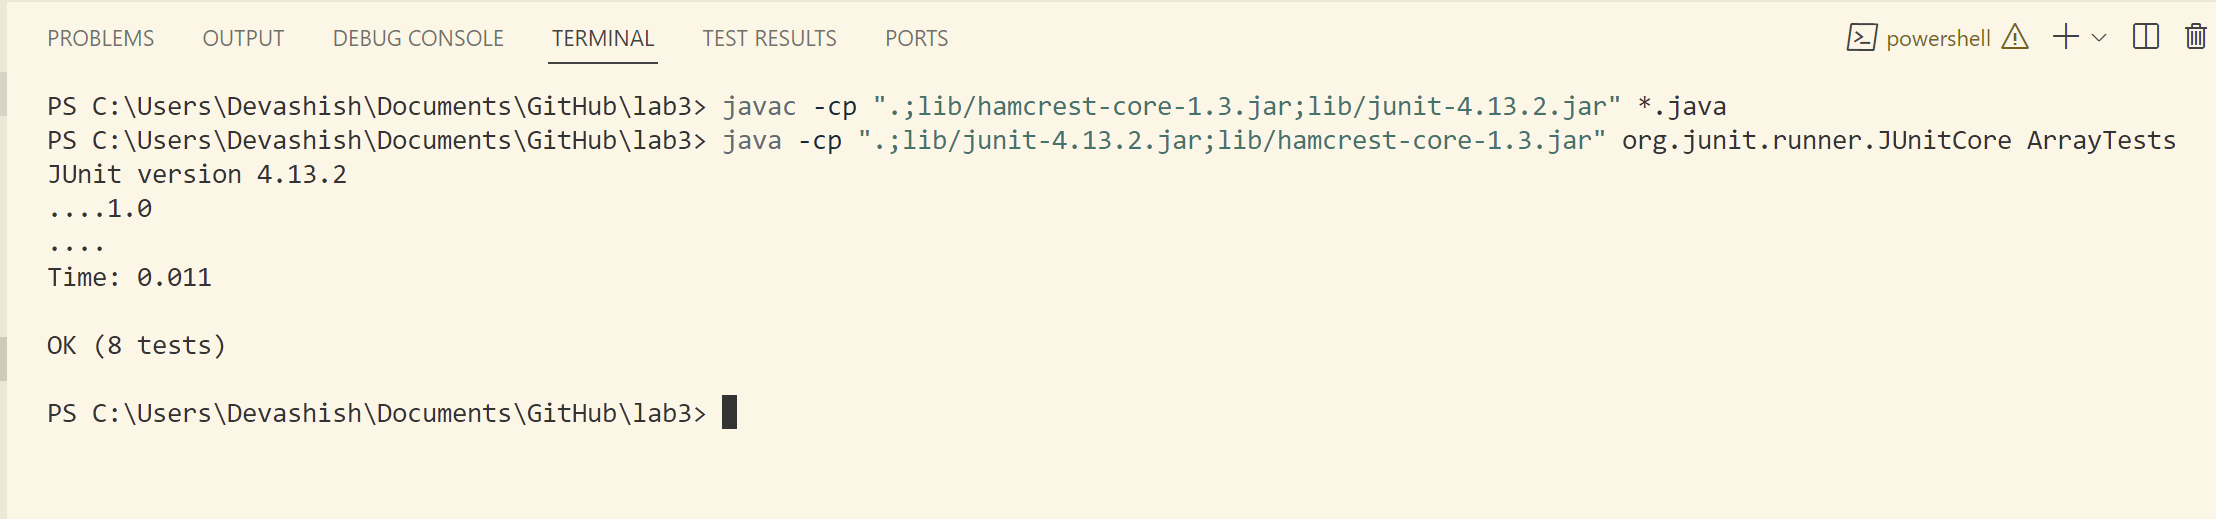 PROBLEMS OUTPUT DEBUG CONSOLE TERMINAL TEST RESULTS PORTS powershell
PS C:\Users\Devashish\Documents\GitHub\lab3> javac -cp ".;lib/hamcrest-core-1.3.jar;lib/junit-4.13.2.jar" *.java
PS C:\Users\Devashish\Documents\GitHub\lab3> java -cp ".;lib/junit-4.13.2.jar;lib/hamcrest-core-1.3.jar" org.junit.runner.JUnitCore ArrayTests
JUnit version 4.13.2
....1.0
....
Time: 0.011
OK (8 tests)
PS C:\Users\Devashish\Documents\GitHub\lab3>